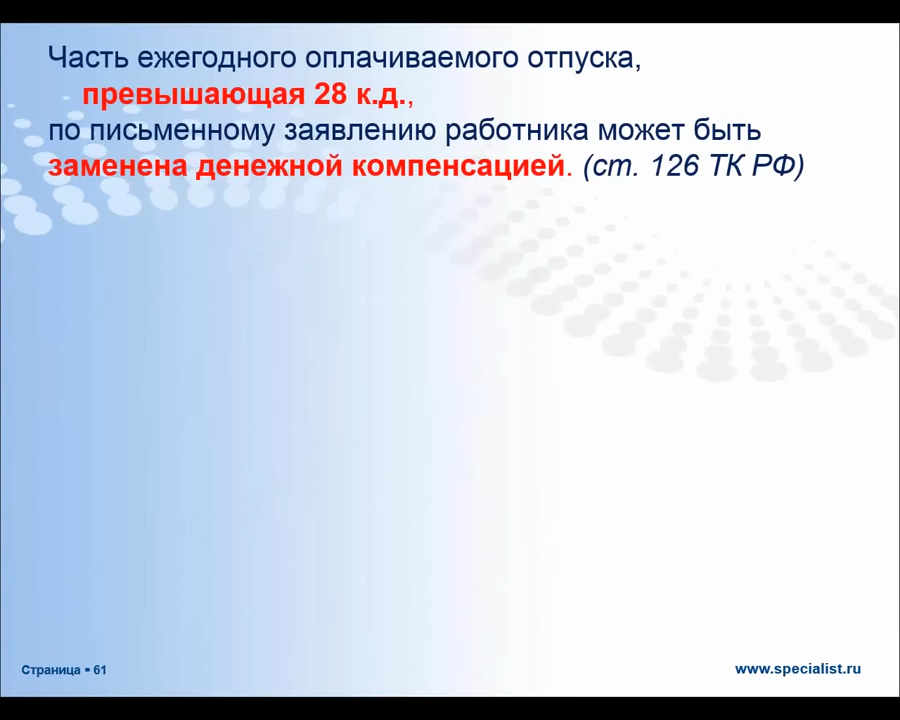 Часть ежегодного оплачиваемого отпуска,
превышающая 28 к.д.,
по письменному заявлению работника может быть
заменена денежной компенсацией. (ст. 126 ТК РФ)
Страница ▪ 61
www.specialist.ru